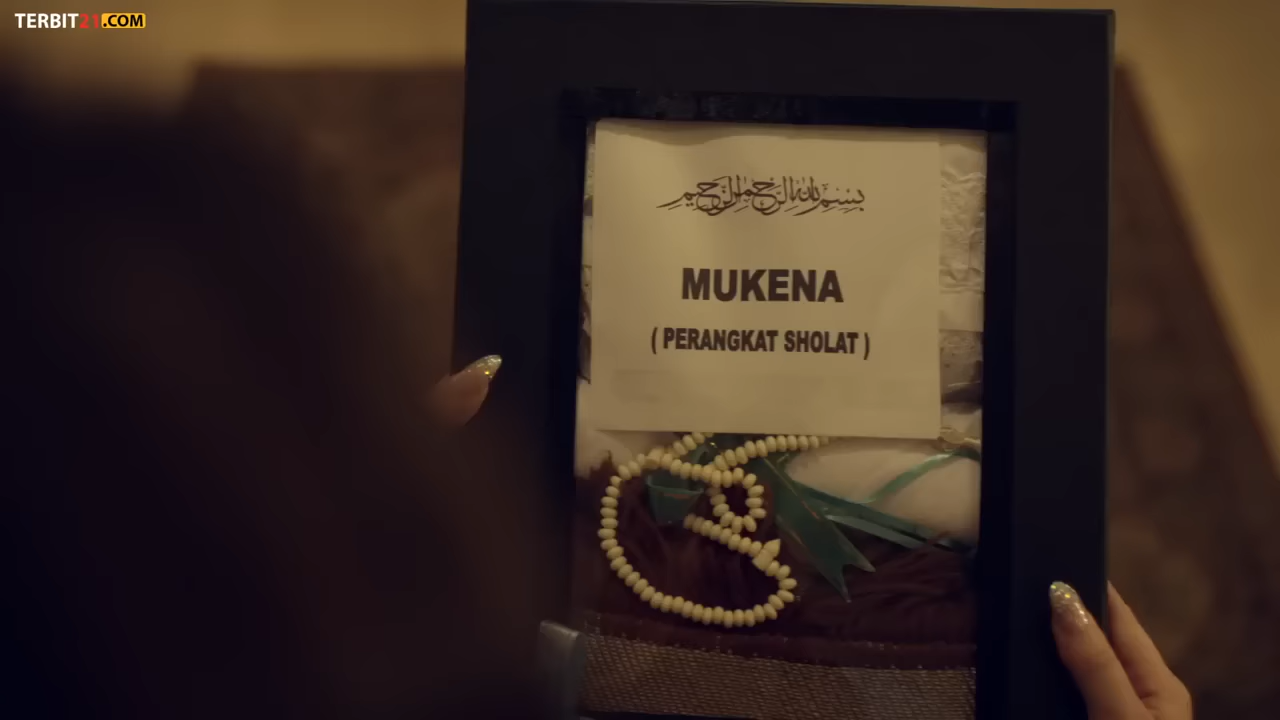 TERBIT21.COM
بسم الله الرحمن الرحيم
MUKENA
( PERANGKAT SHOLAT )